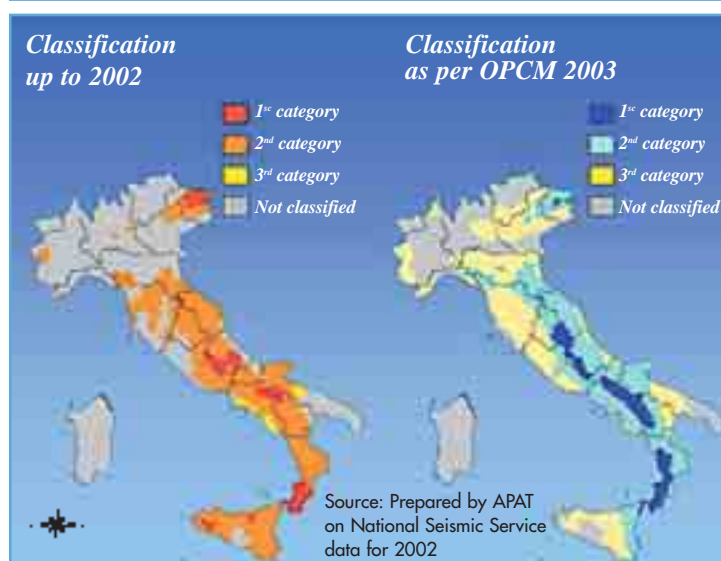 Classification
up to 2002
1st category
2nd category
3rd category
Not classified
Classification
as per OPCM 2003
1st category
2nd category
3rd category
Not classified
Source: Prepared by APAT
on National Seismic Service
data for 2002